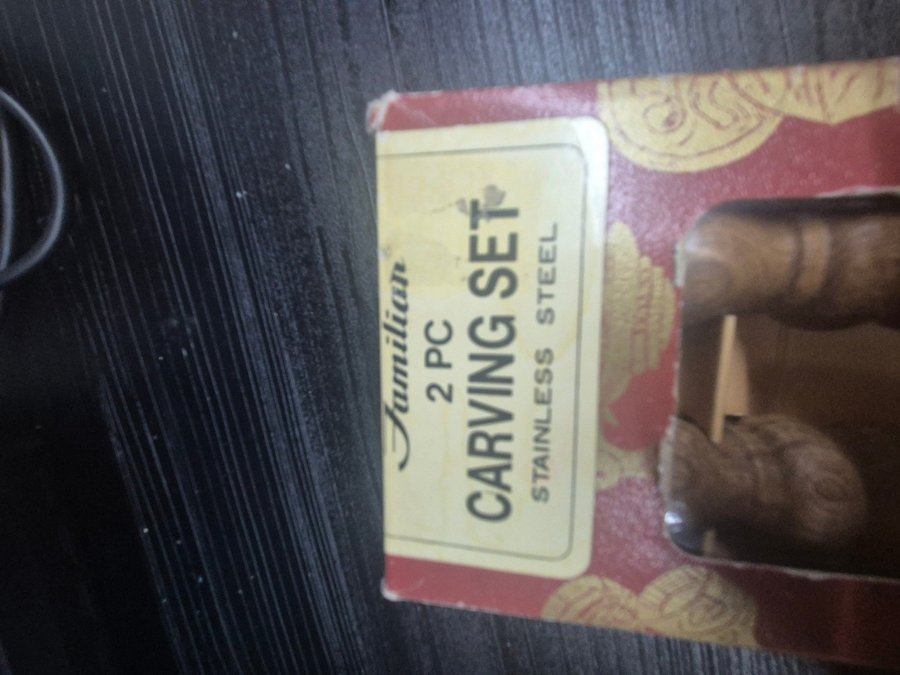 Familian
2 PC
CARVING SET
STAINLESS STEEL